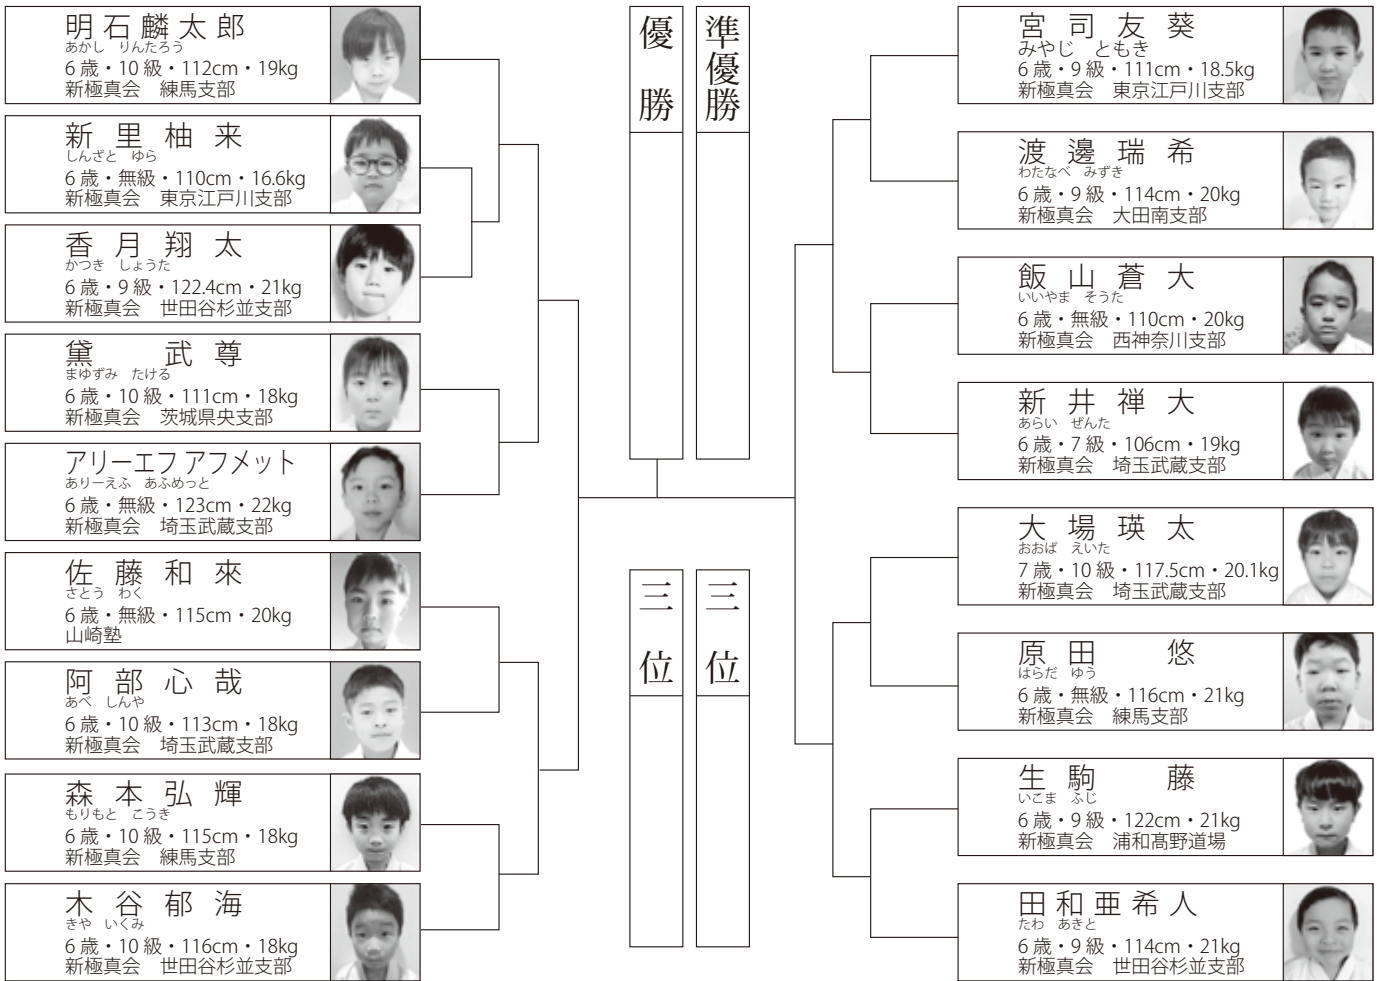 明石麟太郎
あかし りんたろう
6歳・10級・112cm・19kg
新極真会 練馬支部
新里柚来
しんざと ゆら
6歳・無級・110cm・16.6kg
新極真会 東京江戸川支部
香月翔太
かつき しょうた
6歳・9級・122.4cm・21kg
新極真会 世田谷杉並支部
黛 武尊
まゆずみ たける
6歳・10級・111cm・18kg
新極真会 茨城県央支部
アリーエフ アフメット
ありーえふ あふめっと
6歳・無級・123cm・22kg
新極真会 埼玉武蔵支部
佐藤和來
さとう わく
6歳・無級・115cm・20kg
山崎塾
阿部心哉
あべ しんや
6歳・10級・113cm・18kg
新極真会 埼玉武蔵支部
森本弘輝
もりもと こうき
6歳・10級・115cm・18kg
新極真会 練馬支部
木谷郁海
きや いくみ
6歳・10級・116cm・18kg
新極真会 世田谷杉並支部
優勝
準優勝
三位
三位
宮司友葵
みやじ ともき
6歳・9級・111cm・18.5kg
新極真会 東京江戸川支部
渡邊瑞希
わたなべ みずき
6歳・9級・114cm・20kg
新極真会 大田南支部
飯山蒼大
いいやま そうた
6歳・無級・110cm・20kg
新極真会 西神奈川支部
新井禅大
あらい ぜんた
6歳・7級・106cm・19kg
新極真会 埼玉武蔵支部
大場瑛太
おおば えいた
7歳・10級・117.5cm・20.1kg
新極真会 埼玉武蔵支部
原田 悠
はらだ ゆう
6歳・無級・116cm・21kg
新極真会 練馬支部
生駒 藤
いこま ふじ
6歳・9級・122cm・21kg
新極真会 浦和髙野道場
田和亜希人
たわ あきと
6歳・9級・114cm・21kg
新極真会 世田谷杉並支部